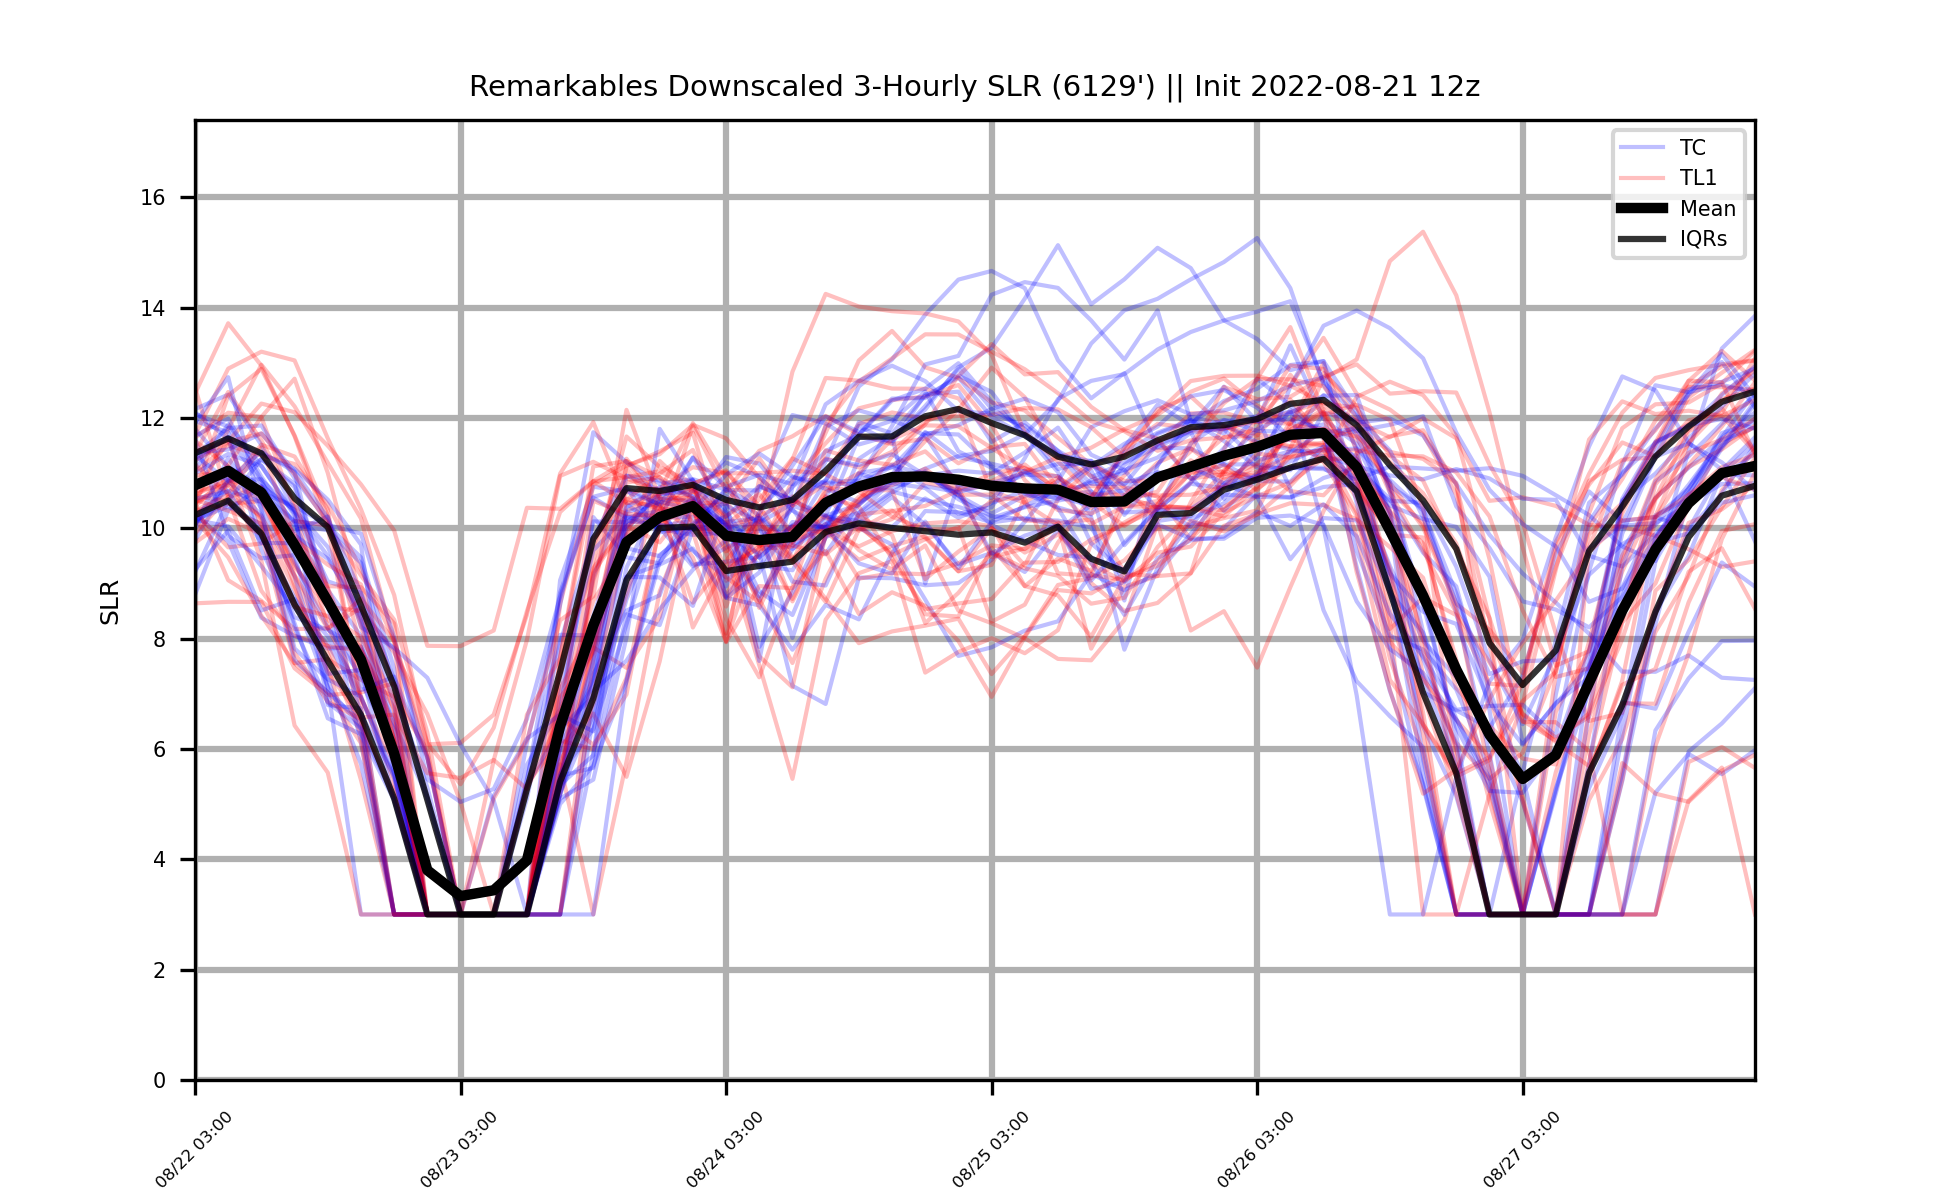 Remarkables Downscaled 3-Hourly SLR (6129') || Init 2022-08-21 12z
TC
TL1
Mean
IQRs
16
14
12
10
8
6
4
2
0
SLR
08/22 03:00
08/23 03:00
08/24 03:00
08/25 03:00
08/26 03:00
08/27 03:00